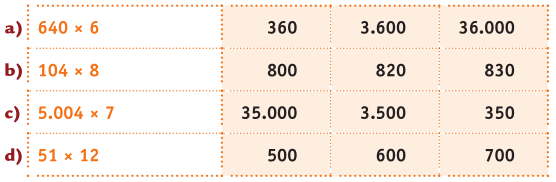 a) 640 × 6 360 3.600 36.000
b) 104 × 8 800 820 830
c) 5.004 × 7 35.000 3.500 350
d) 51 × 12 500 600 700